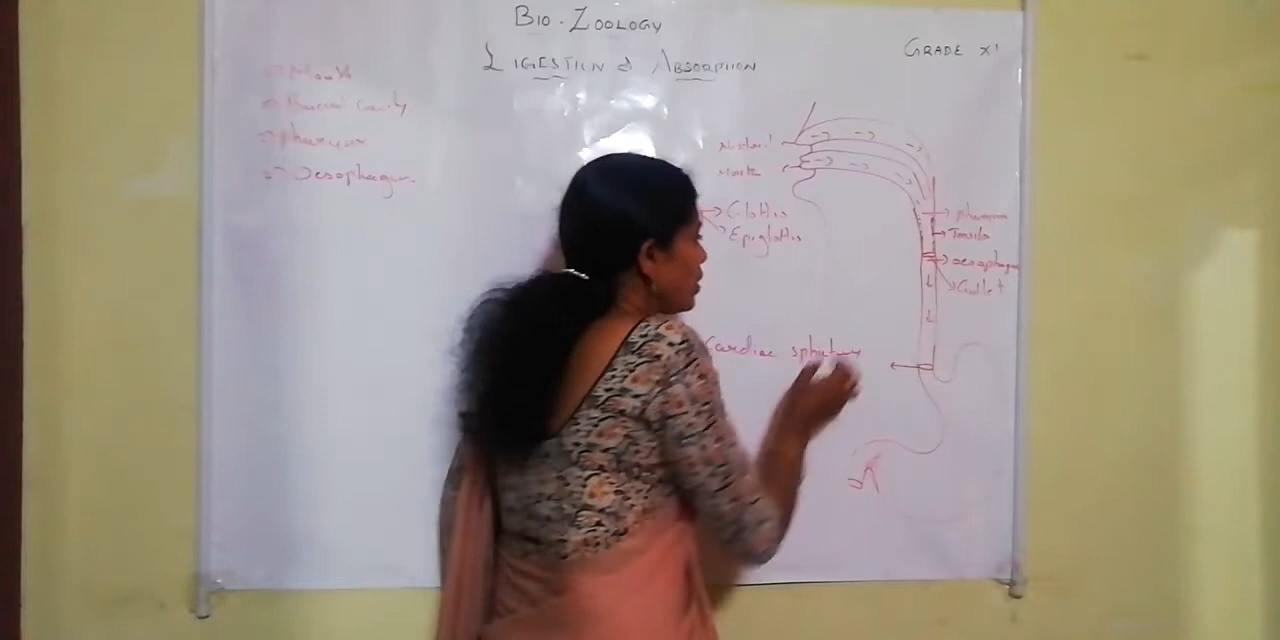 BIO-ZOOLOGY
DIGESTION & ABSORPTION
GRADE XI
→ Mouth
→ Buccal Cavity
→ Pharynx
→ Oesophagus
Nostril
Mouth
→ Glottis
→ Epiglottis
→ pharynx
→ Tonsils
→ oesophagus
→ Gullet
Cardiac sphincter